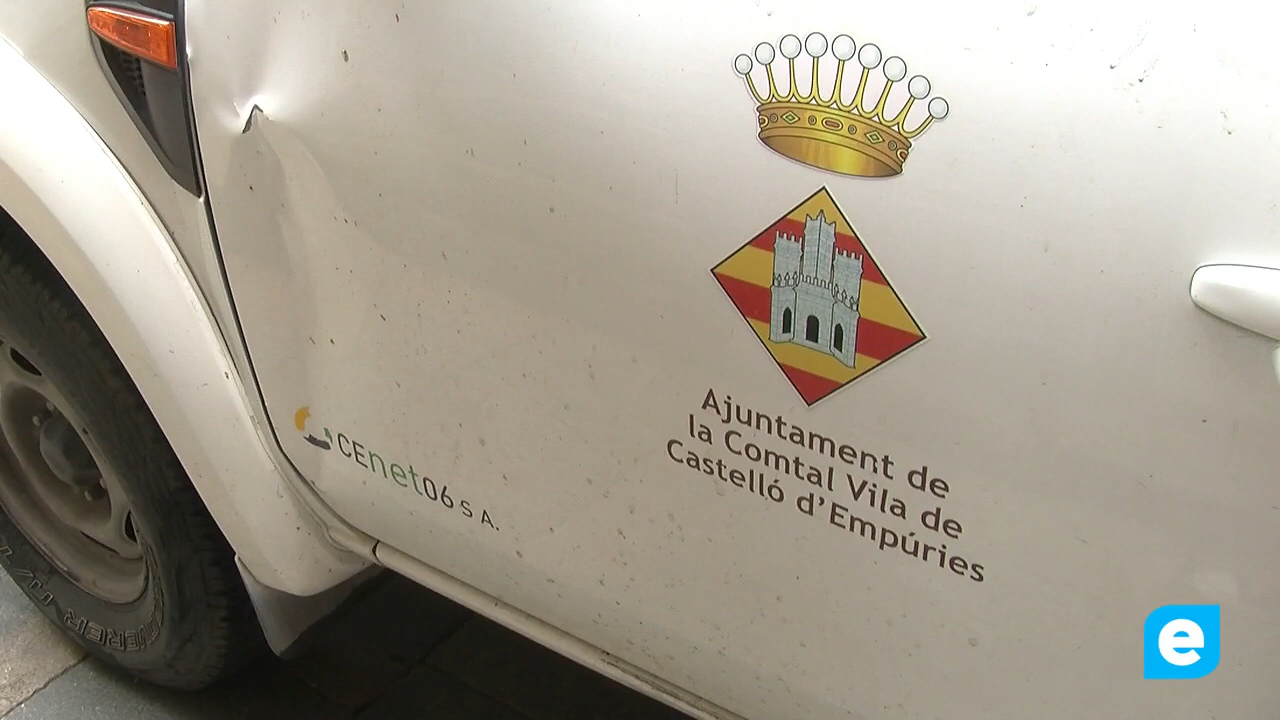 Ajuntament de
la Comtal Vila de
Castelló d'Empúries
CEnet06 S A.
e